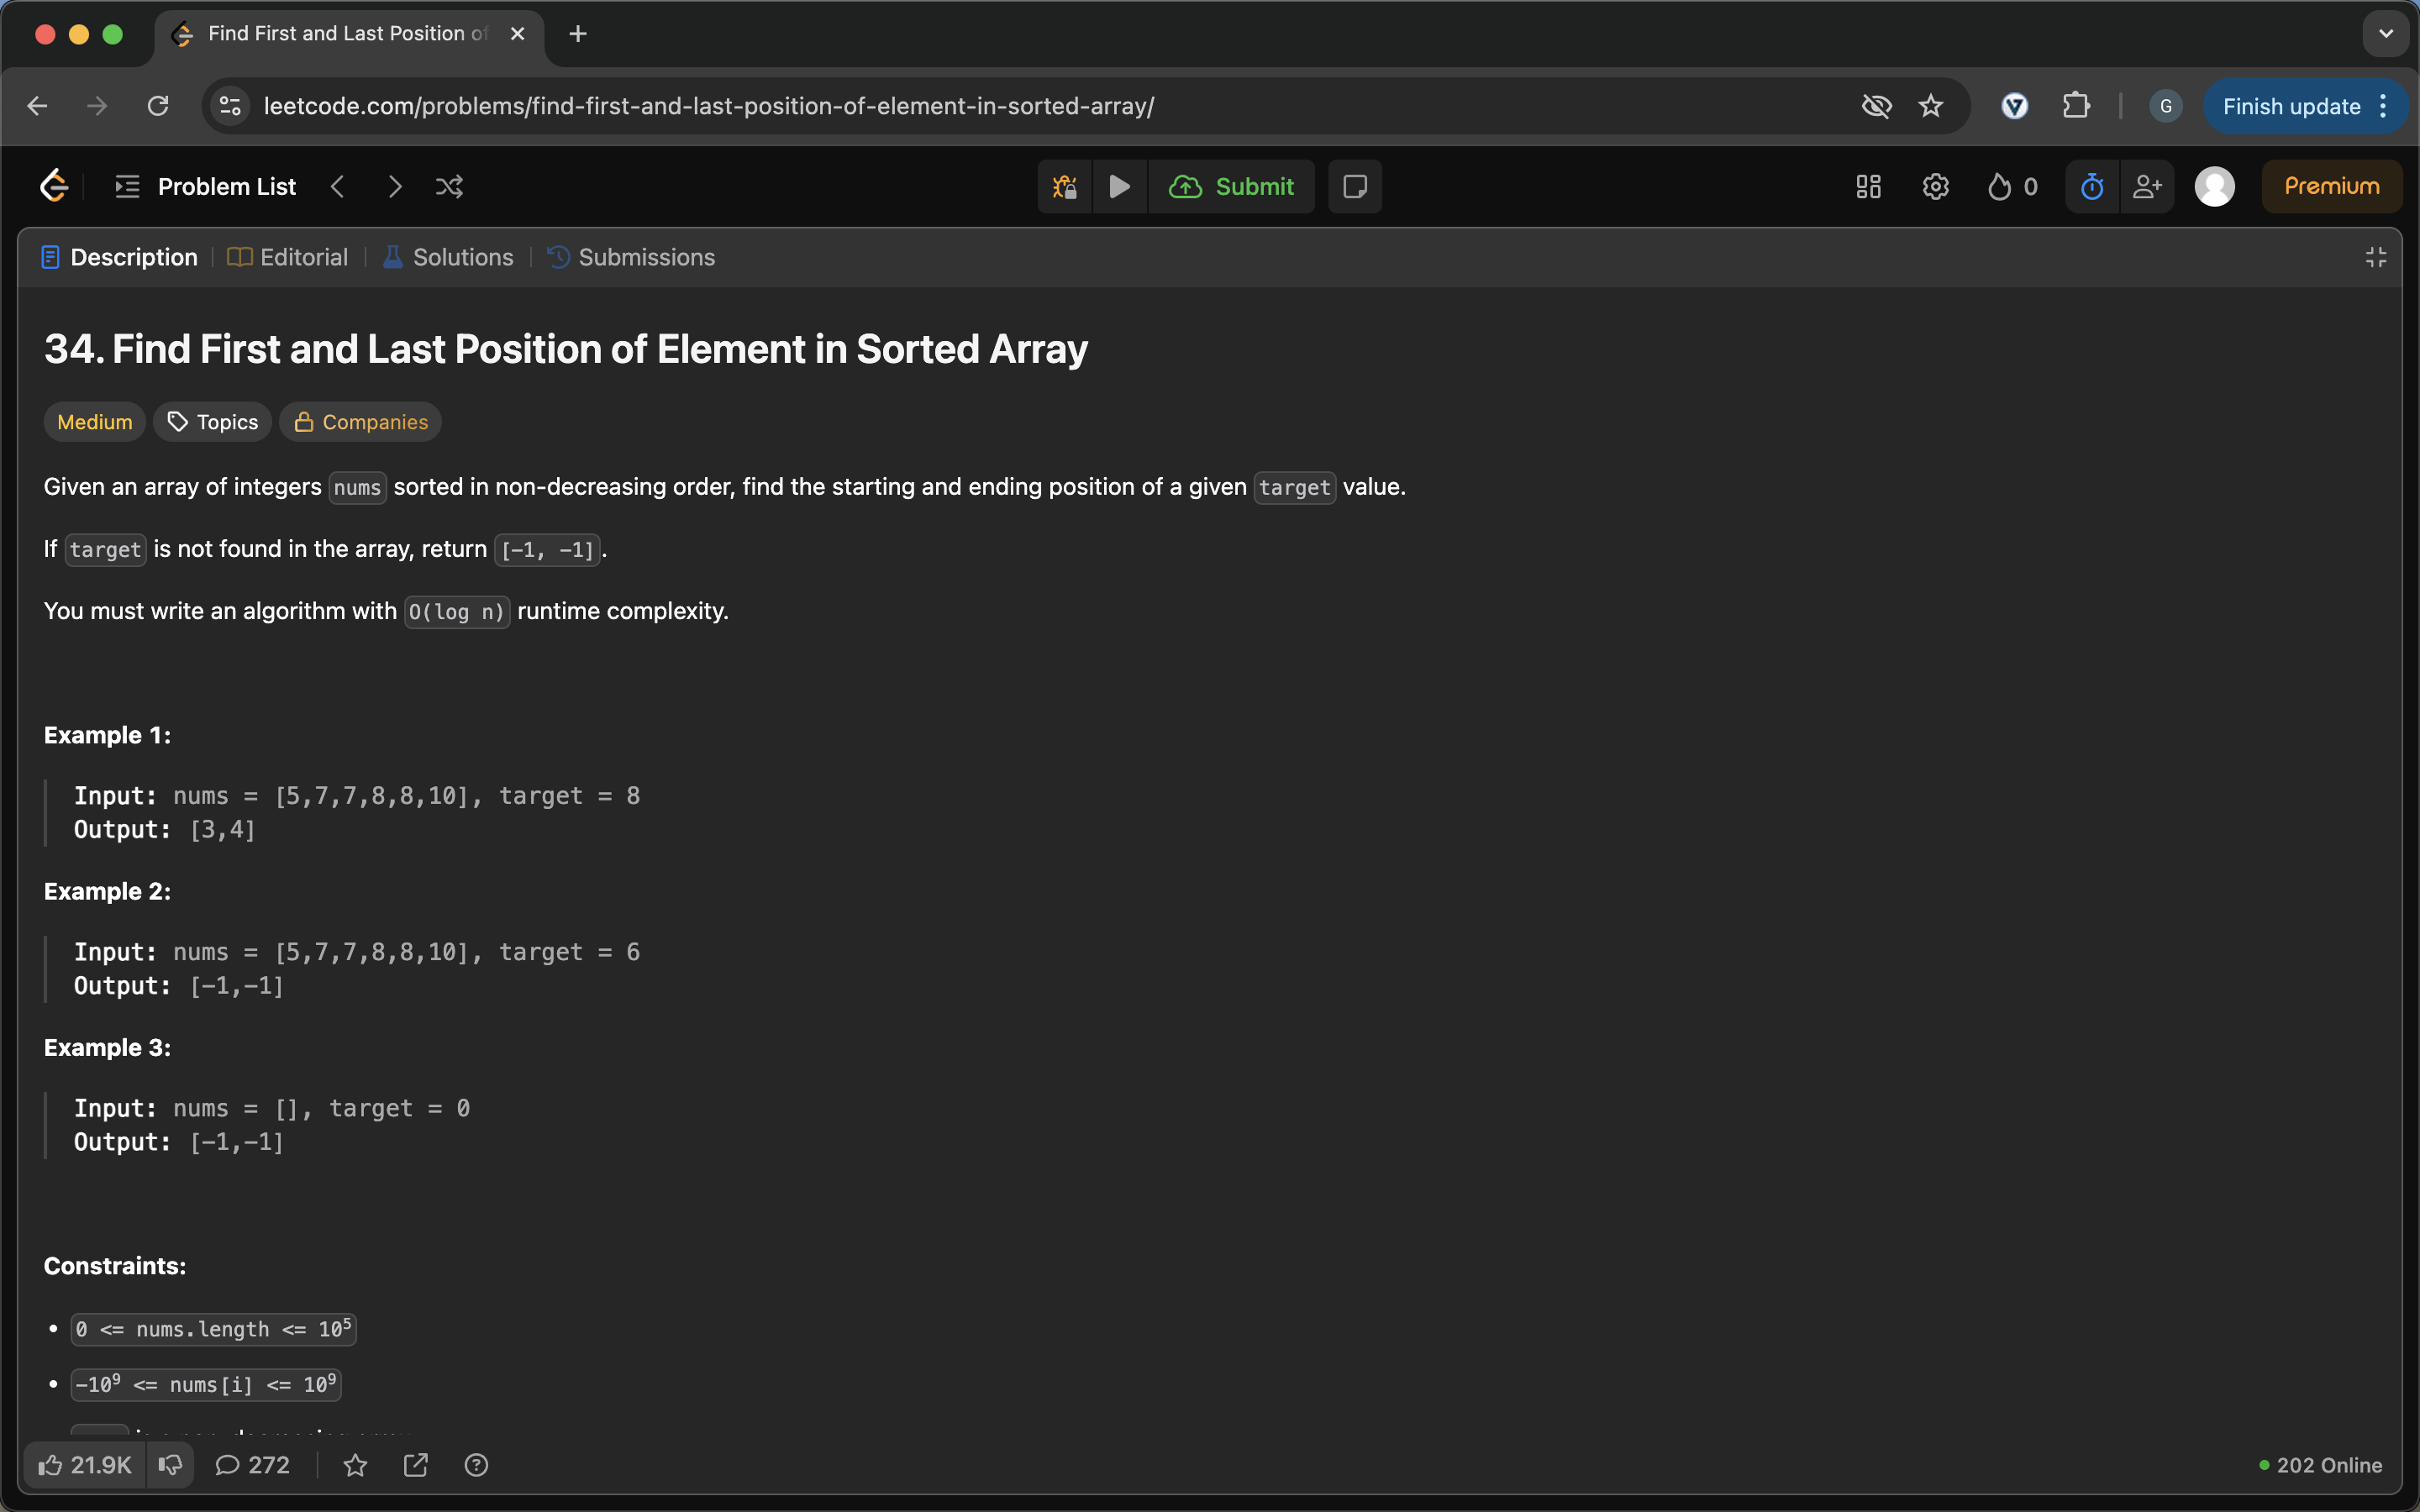 Find First and Last Position of
leetcode.com/problems/find-first-and-last-position-of-element-in-sorted-array/
G
Finish update
Problem List
Submit
0
Premium
Description
Editorial
Solutions
Submissions
34. Find First and Last Position of Element in Sorted Array
Medium
Topics
Companies
Given an array of integers nums sorted in non-decreasing order, find the starting and ending position of a given target value.
If target is not found in the array, return [-1, -1].
You must write an algorithm with O(log n) runtime complexity.
Example 1:
Input: nums = [5,7,7,8,8,10], target = 8
Output: [3,4]
Example 2:
Input: nums = [5,7,7,8,8,10], target = 6
Output: [-1,-1]
Example 3:
Input: nums = [], target = 0
Output: [-1,-1]
Constraints:
• 0 <= nums.length <= 10⁵
• -10⁹ <= nums[i] <= 10⁹
21.9K
272
202 Online